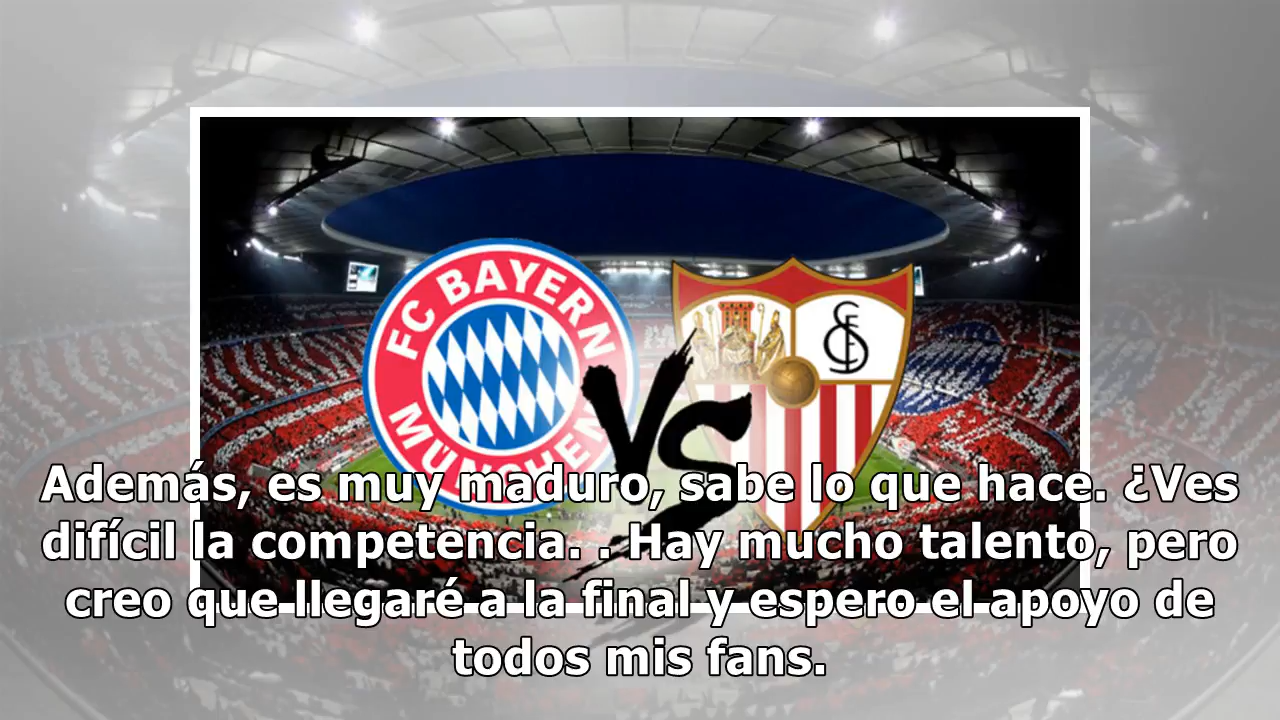 FC BAYERN
MÜNCHEN
VS
SFC
Además, es muy maduro, sabe lo que hace. ¿Ves
difícil la competencia. . Hay mucho talento, pero
creo que llegaré a la final y espero el apoyo de
todos mis fans.